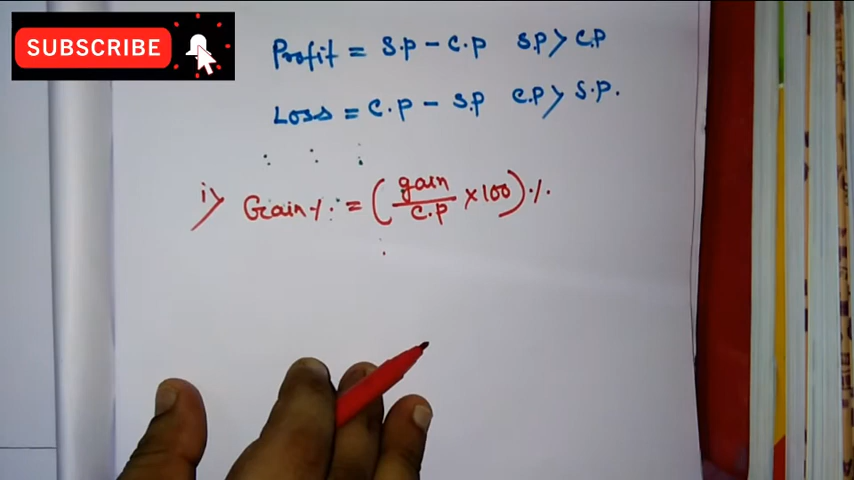 SUBSCRIBE
Profit = S.P - C.P S.P > C.P
Loss = C.P - S.P C.P > S.P.
i> Gain % = (gain/C.P × 100) %